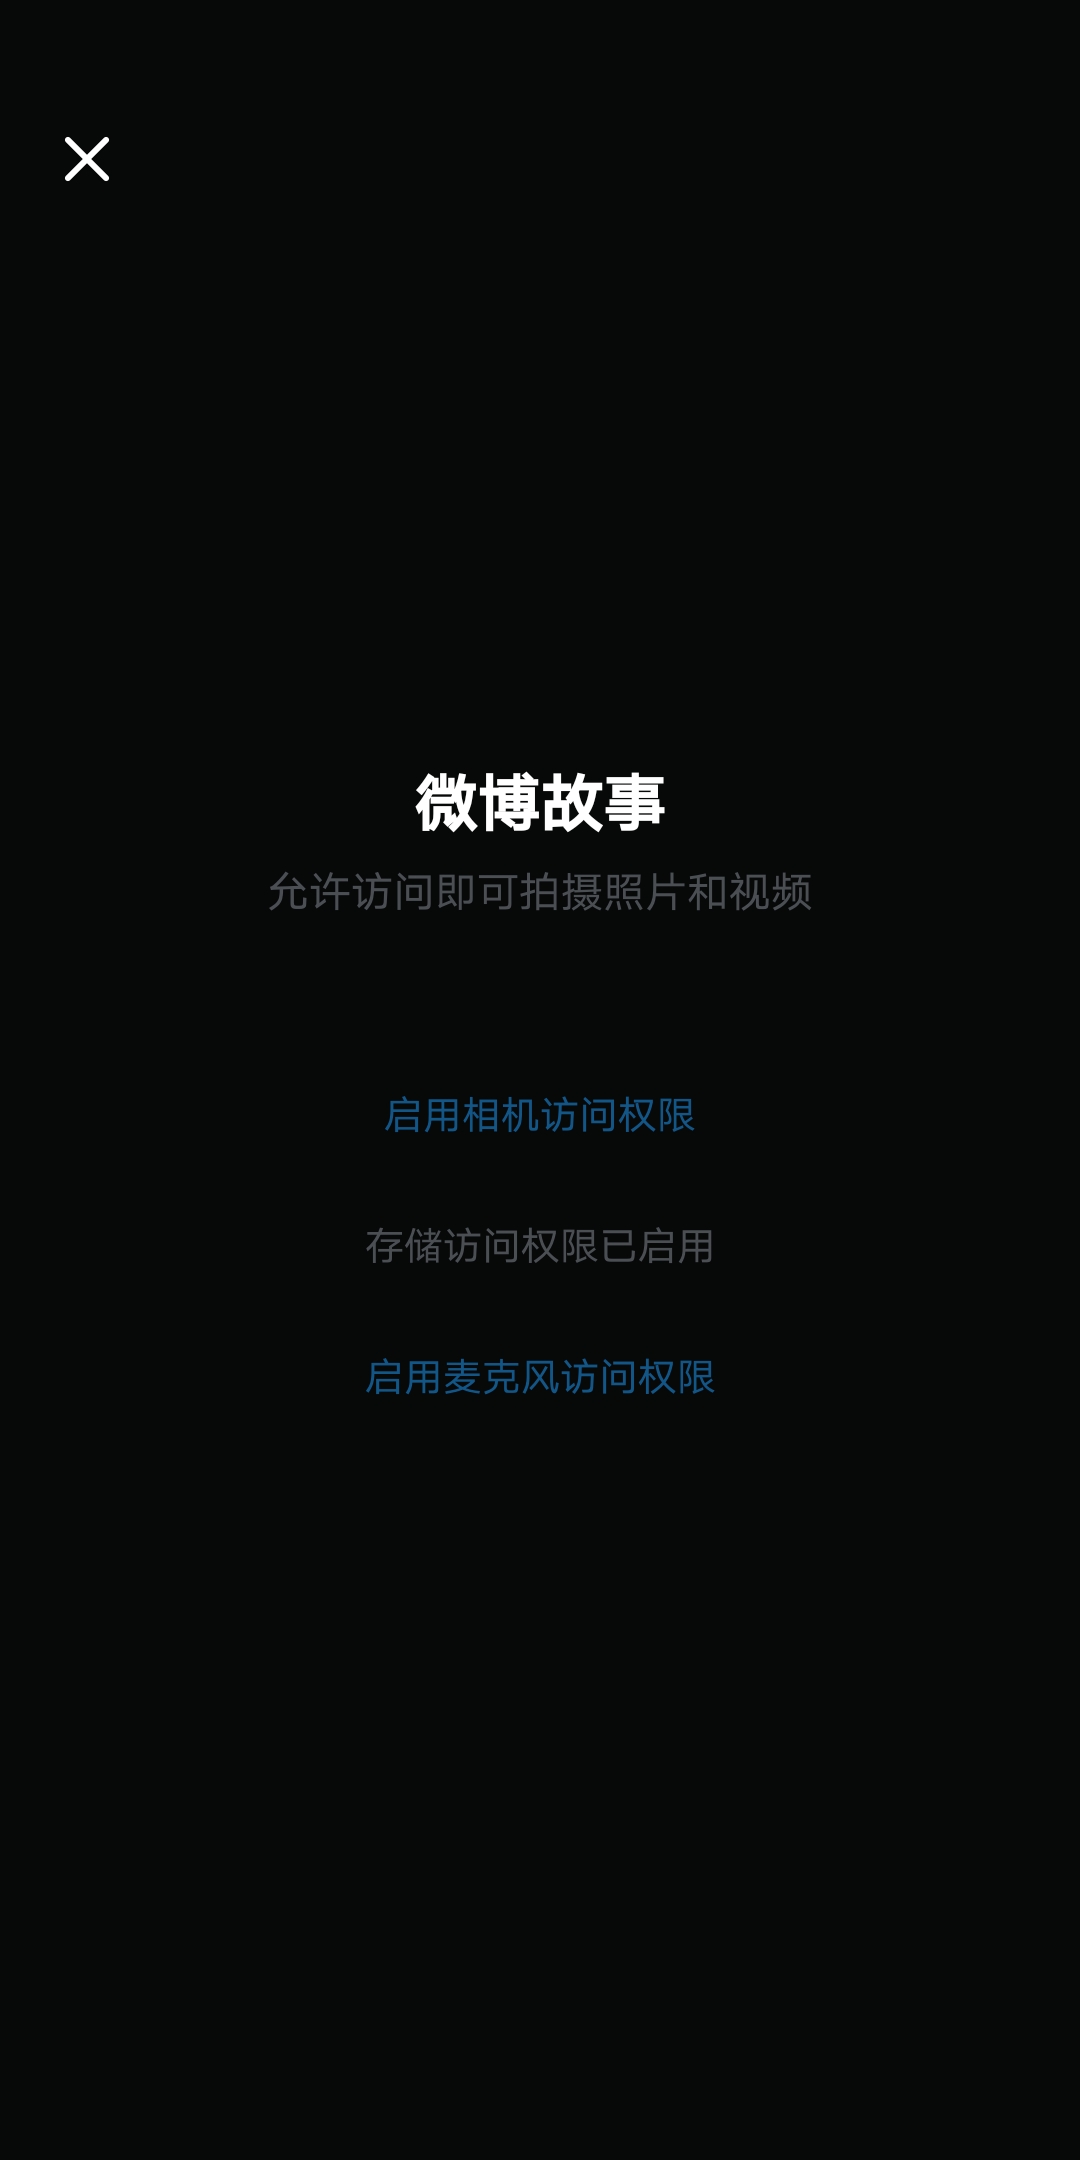 微博故事
允许访问即可拍摄照片和视频
启用相机访问权限
存储访问权限已启用
启用麦克风访问权限